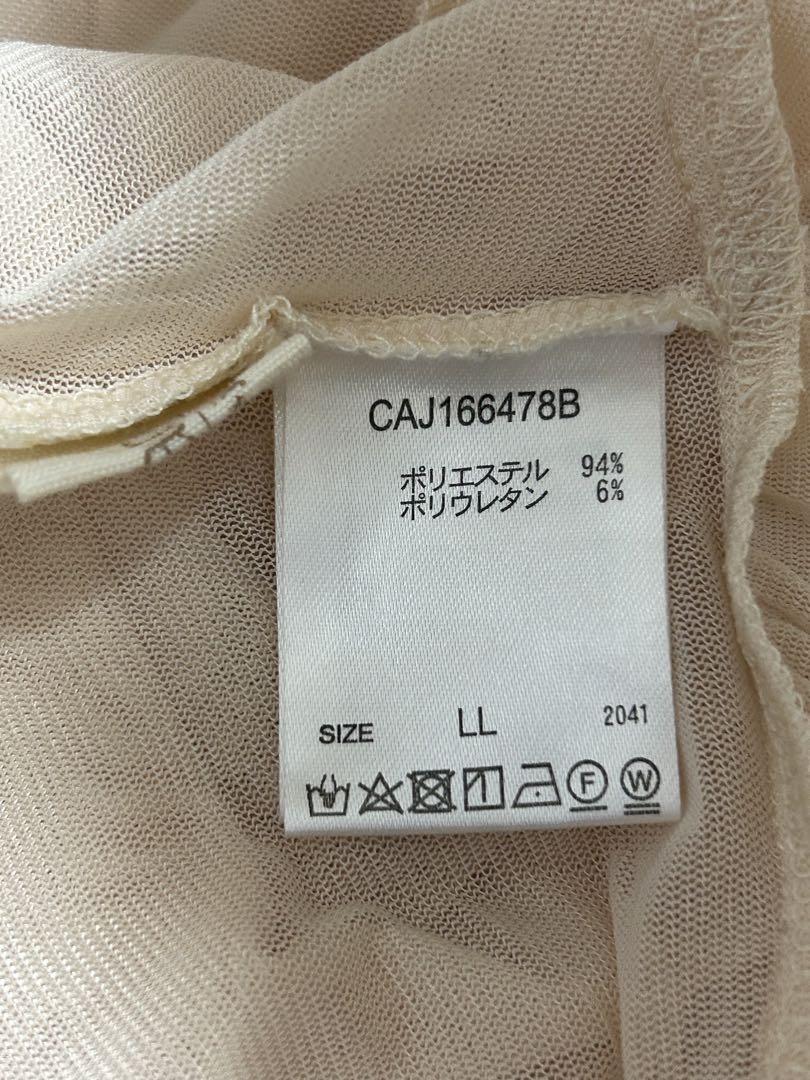 CAJ166478B
ポリエステル 94%
ポリウレタン 6%
SIZE LL 2041
F W